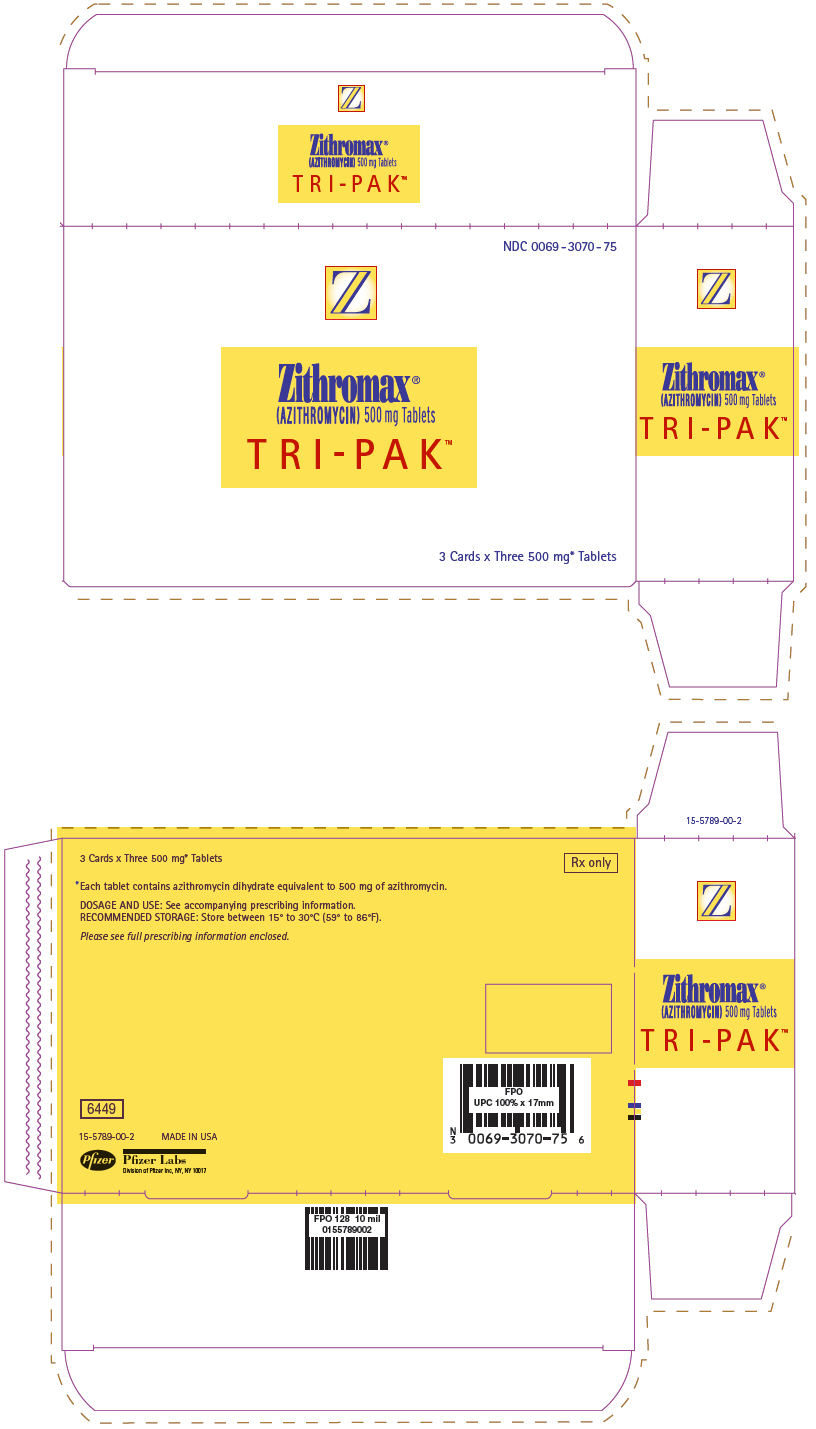 Z
Zithromax®
(AZITHROMYCIN) 500 mg Tablets
TRI-PAK™
NDC 0069-3070-75
Z
Zithromax®
(AZITHROMYCIN) 500 mg Tablets
TRI-PAK™
3 Cards x Three 500 mg* Tablets
Z
Zithromax®
(AZITHROMYCIN) 500 mg Tablets
TRI-PAK™
15-5789-00-2
3 Cards x Three 500 mg* Tablets
Rx only
*Each tablet contains azithromycin dihydrate equivalent to 500 mg of azithromycin.
DOSAGE AND USE: See accompanying prescribing information.
RECOMMENDED STORAGE: Store between 15° to 30°C (59° to 86°F).
Please see full prescribing information enclosed.
Z
Zithromax®
(AZITHROMYCIN) 500 mg Tablets
TRI-PAK™
FPO
UPC 100% x 17mm
N
3 0069-3070-75 6
6449
15-5789-00-2 MADE IN USA
Pfizer
Pfizer Labs
Division of Pfizer Inc, NY, NY 10017
FPO 128 10 mil
0155789002